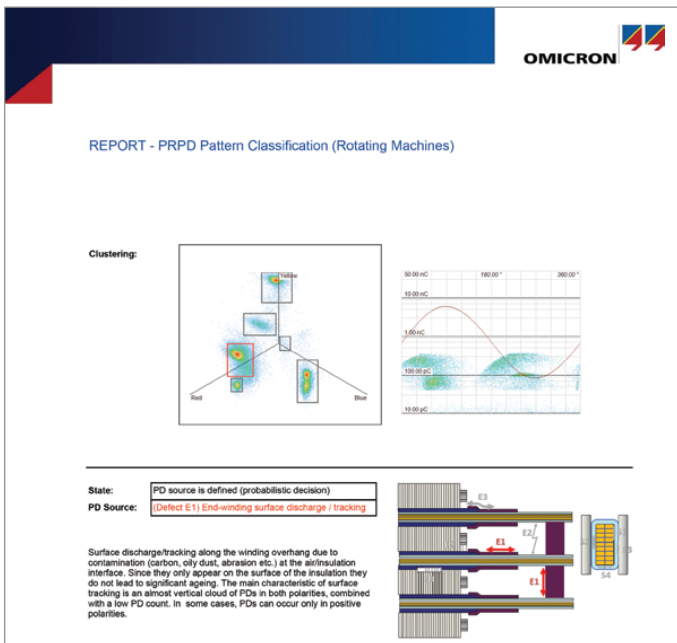 OMICRON
REPORT - PRPD Pattern Classification (Rotating Machines)
Clustering:
Yellow
Red
Blue
50.00 nC
180.00 °
360.00 °
10.00 nC
1.00 nC
100.00 pC
10.00 pC
State:
PD source is defined (probabilistic decision)
PD Source:
(Defect E1) End-winding surface discharge / tracking
Surface discharge/tracking along the winding overhang due to
contamination (carbon, oily dust, abrasion etc.) at the air/insulation
interface. Since they only appear on the surface of the insulation they
do not lead to significant ageing. The main characteristic of surface
tracking is an almost vertical cloud of PDs in both polarities, combined
with a low PD count. In some cases, PDs can occur only in positive
polarities.
E3
E2
E1
E1
S4